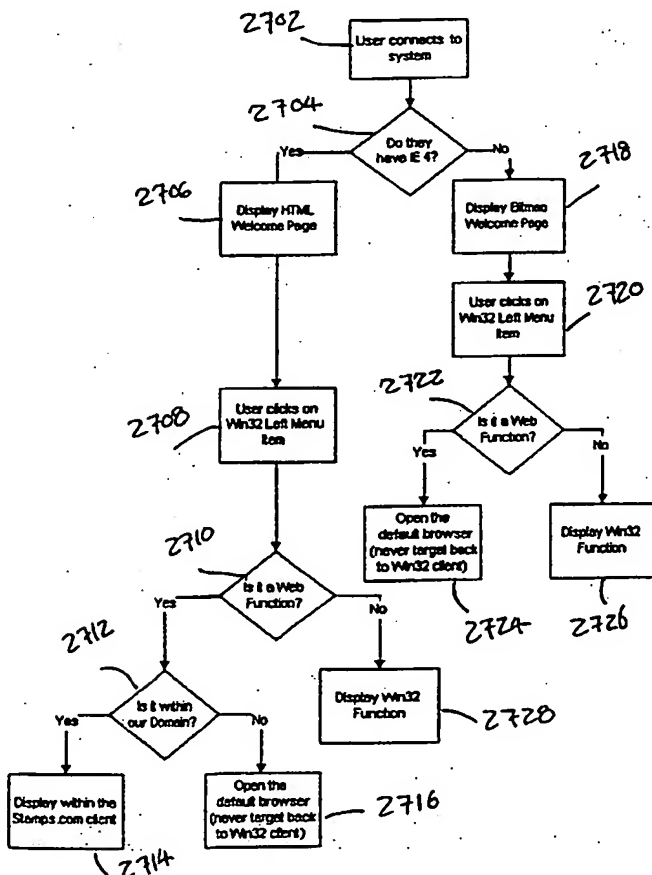 2702
User connects to
system
2704
Do they
have IE 4?
Yes
No
2706
Display HTML
Welcome Page
2718
Display Bitmap
Welcome Page
2720
User clicks on
Win32 Left Menu
Item
2708
User clicks on
Win32 Left Menu
Item
2722
Is it a Web
Function?
Yes
No
2710
Is it a Web
Function?
Yes
No
Open the
default browser
(never target back
to Win32 client)
2724
Display Win32
Function
2726
2712
Is it within
our Domain?
Yes
No
Display Win32
Function
2728
Display within the
Stamps.com client
2714
Open the
default browser
(never target back
to Win32 client)
2716